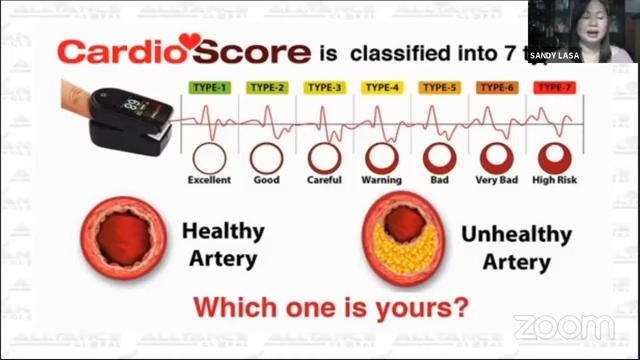 CardioScore is classified into 7
SANDY LASA
TYPE-1 TYPE-2 TYPE-3 TYPE-4 TYPE-5 TYPE-6 TYPE-7
Excellent Good Careful Warning Bad Very Bad High Risk
Healthy Unhealthy
Artery Artery
Which one is yours?
zoom